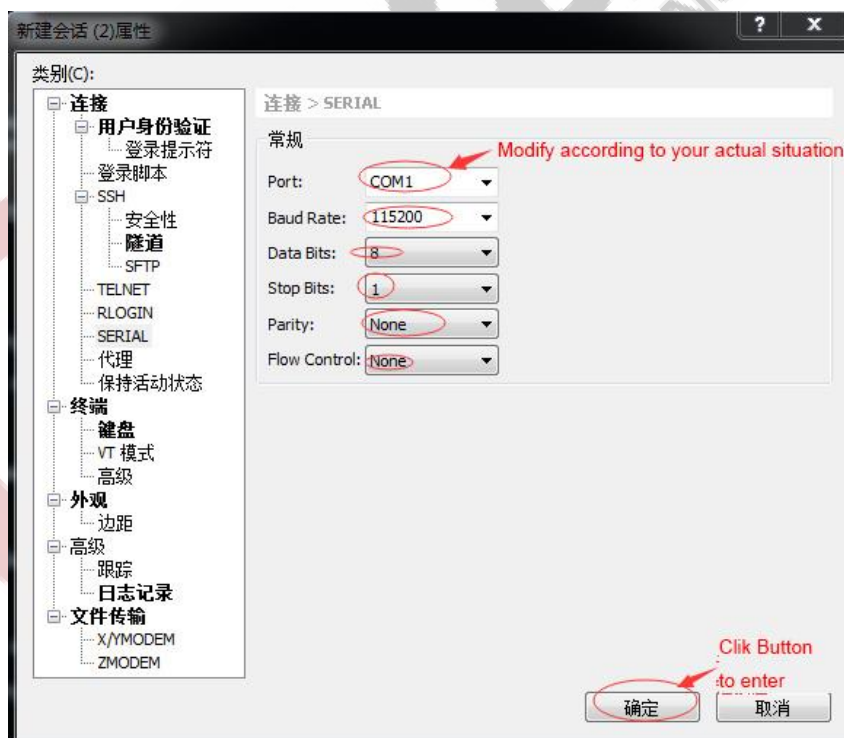 新建会话 (2)属性
类别(C):
连接
用户身份验证
登录提示符
登录脚本
SSH
安全性
隧道
SFTP
TELNET
RLOGIN
SERIAL
代理
保持活动状态
终端
键盘
VT 模式
高级
外观
边距
高级
跟踪
日志记录
文件传输
X/YMODEM
ZMODEM
连接 > SERIAL
常规
Modify according to your actual situation
Port: COM1
Baud Rate: 115200
Data Bits: 8
Stop Bits: 1
Parity: None
Flow Control: None
Clik Button
to enter
确定
取消